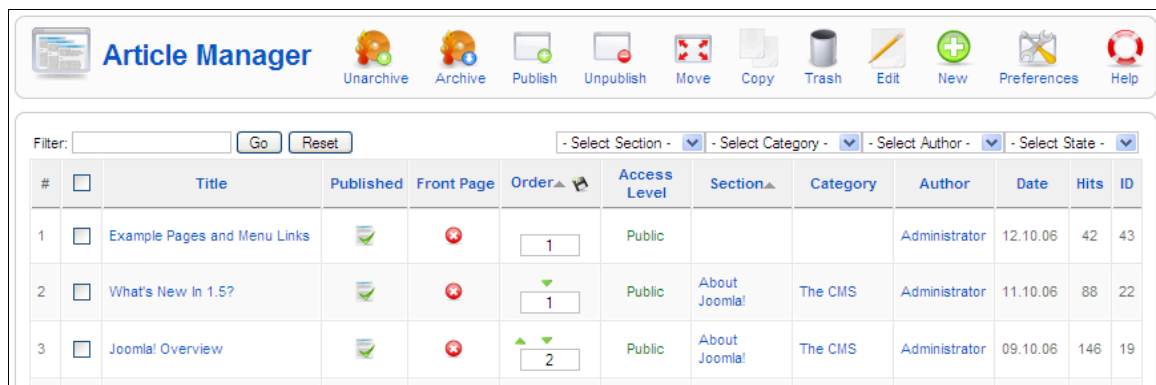 Article Manager
Unarchive Archive Publish Unpublish Move Copy Trash Edit New Preferences Help
Filter: Go Reset - Select Section - - Select Category - - Select Author - - Select State -
# Title Published Front Page Order Access Level Section Category Author Date Hits ID
1 Example Pages and Menu Links 1 Public Administrator 12.10.06 42 43
2 What's New In 1.5? 1 Public About Joomla! The CMS Administrator 11.10.06 88 22
3 Joomla! Overview 2 Public About Joomla! The CMS Administrator 09.10.06 146 19